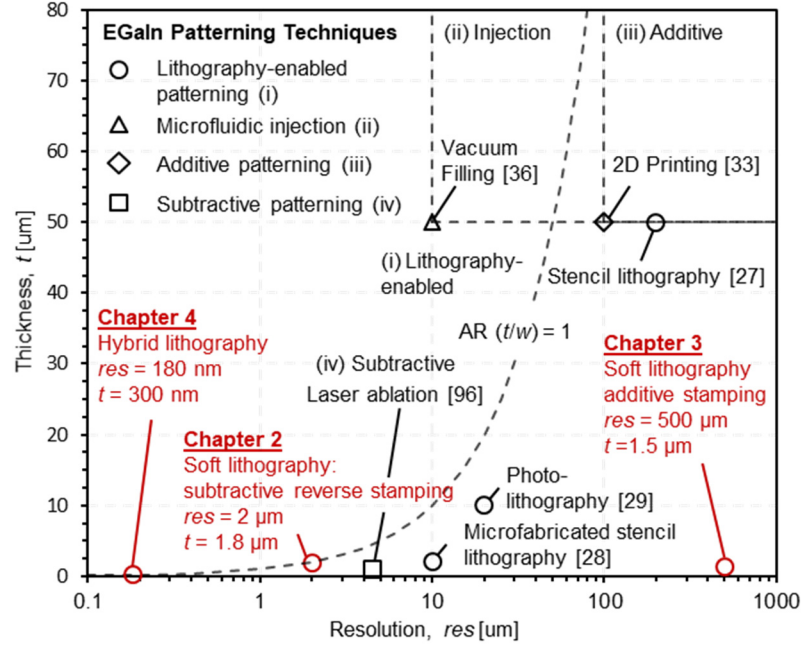 EGaIn Patterning Techniques
Lithography-enabled
patterning (i)
Microfluidic injection (ii)
Additive patterning (iii)
Subtractive patterning (iv)
(ii) Injection
(iii) Additive
Vacuum
Filling [36]
2D Printing [33]
(i) Lithography-
enabled
Stencil lithography [27]
AR (t/w) = 1
Chapter 4
Hybrid lithography
res = 180 nm
t = 300 nm
(iv) Subtractive
Laser ablation [96]
Chapter 3
Soft lithography
additive stamping
res = 500 µm
t =1.5 µm
Chapter 2
Soft lithography:
subtractive reverse stamping
res = 2 µm
t = 1.8 µm
Photo-
lithography [29]
Microfabricated stencil
lithography [28]
Thickness, t [um]
80
70
60
50
40
30
20
10
0
0.1
1
10
100
1000
Resolution, res [um]